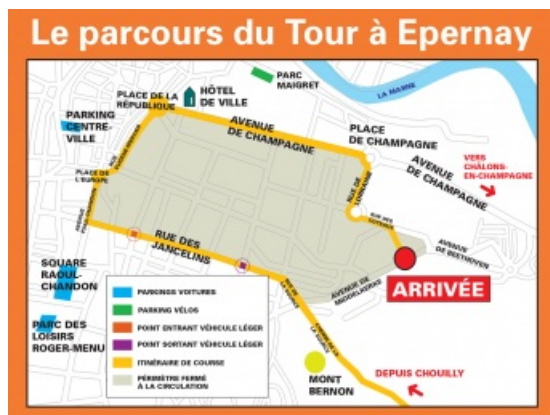 Le parcours du Tour à Epernay
PARC
MAIGRET
LA MARNE
HÔTEL
DE VILLE
PLACE DE LA
RÉPUBLIQUE
PARKING
CENTRE-
VILLE
AVENUE
DE CHAMPAGNE
PLACE
DE CHAMPAGNE
AVENUE
DE CHAMPAGNE
VERS
CHÂLONS-
EN-CHAMPAGNE
PLACE DE
L'EUROPE
RUE DE
LORRAINE
RUE DES
JANCELINS
AVENUE
DE BEETHOVEN
AVENUE DE
MIDDELKERKE
ARRIVÉE
SQUARE
RAOUL-
CHANDON
PARC DES
LOISIRS
ROGER-MENU
PARKINGS VOITURES
PARKING VÉLOS
POINT ENTRANT VÉHICULE LÉGER
POINT SORTANT VÉHICULE LÉGER
ITINÉRAIRE DE COURSE
PÉRIMÈTRE FERMÉ
À LA CIRCULATION
MONT
BERNON
DEPUIS CHOUILLY